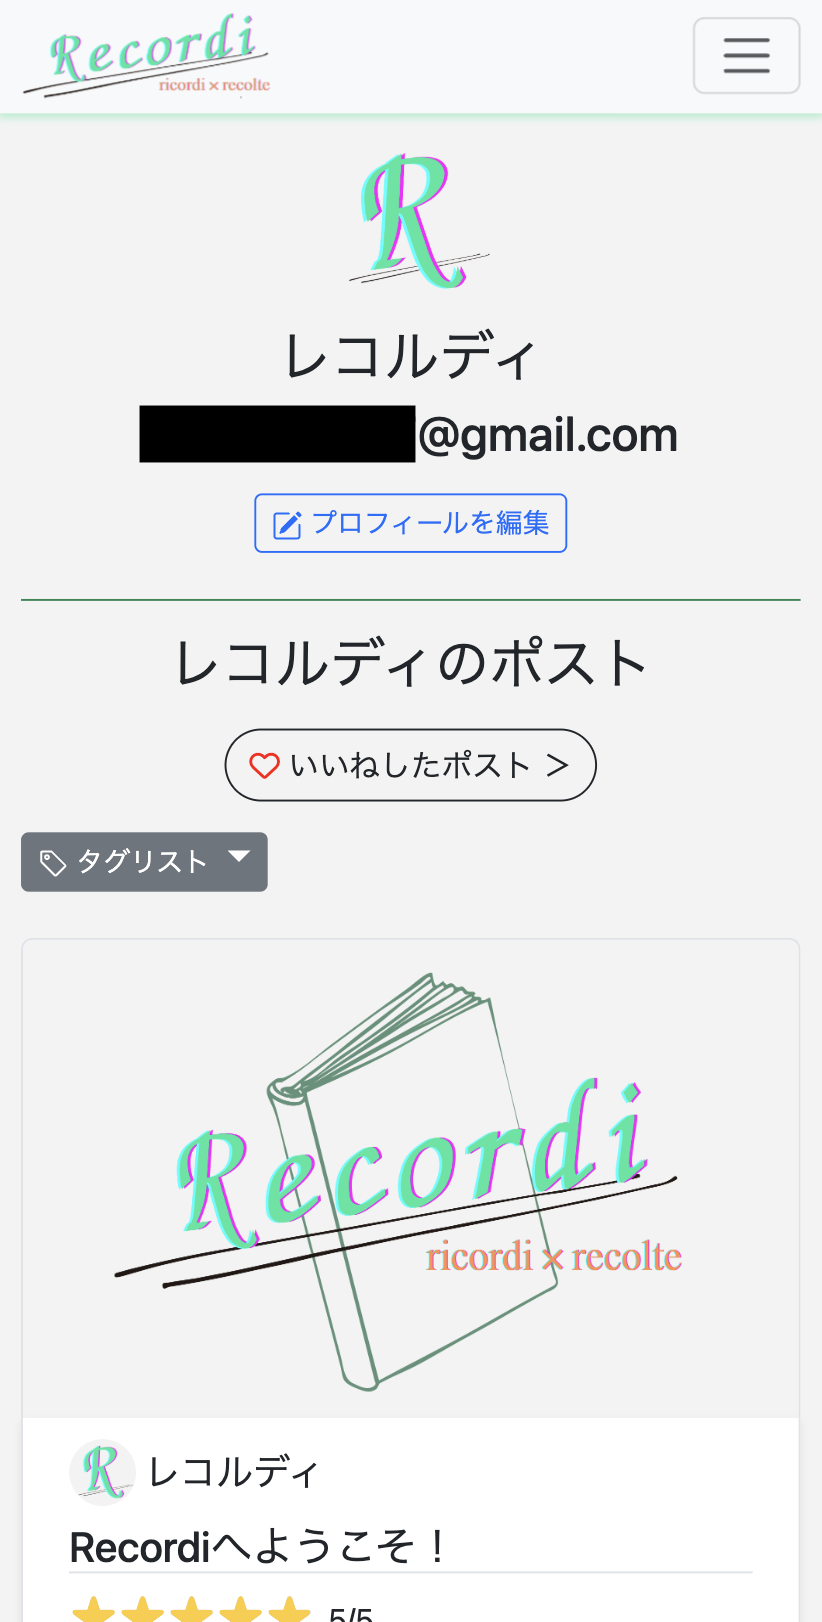 Recordi
ricordi × recolte
R
レコルディ
@gmail.com
プロフィールを編集
レコルディのポスト
いいねしたポスト ＞
タグリスト
Recordi
ricordi × recolte
R
レコルディ
Recordiへようこそ！
5/5